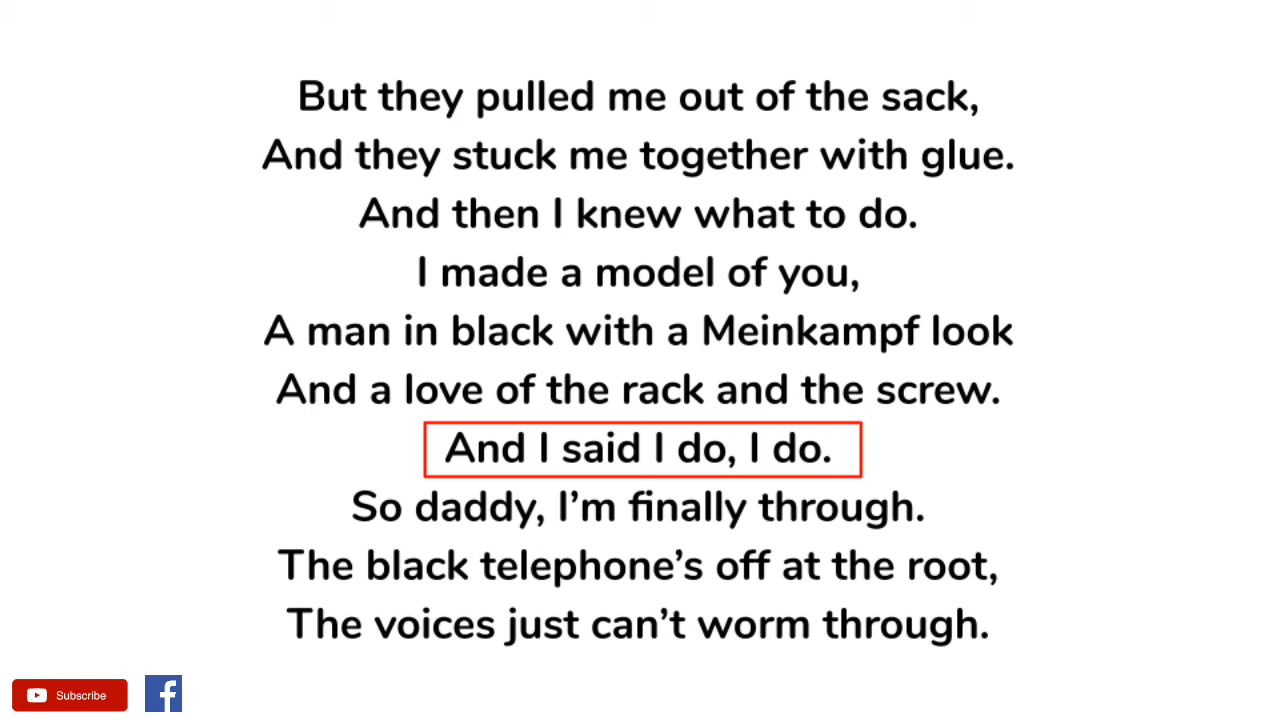 But they pulled me out of the sack,
And they stuck me together with glue.
And then I knew what to do.
I made a model of you,
A man in black with a Meinkampf look
And a love of the rack and the screw.
And I said I do, I do.
So daddy, I’m finally through.
The black telephone’s off at the root,
The voices just can’t worm through.
Subscribe